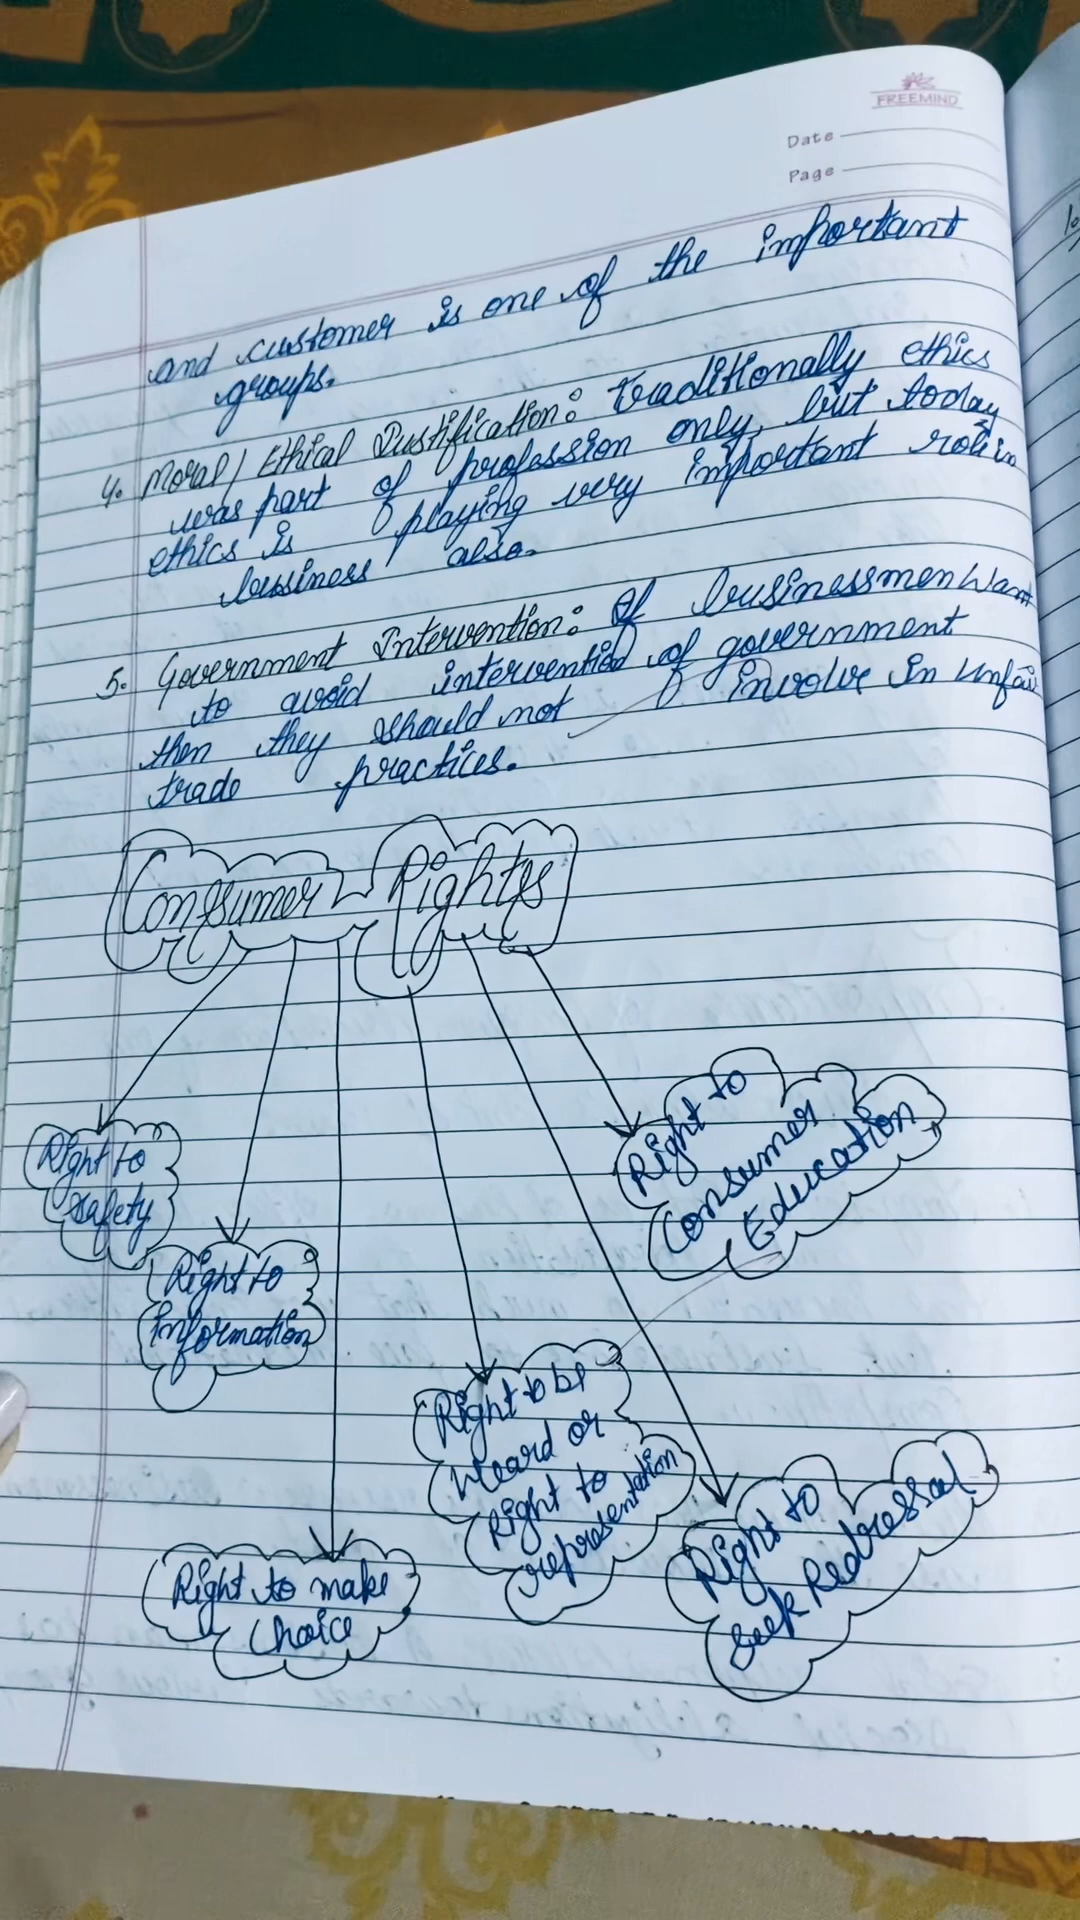 FREEMIND
Date
Page
and customer is one of the important
groups.
4. Moral / Ethical Justification: traditionally ethics
was part of profession only, but today
ethics is playing very important role in
bussiness also.
5. Government Intervention: If businessmen want
to avoid intervention of government
then they should not involve in unfair
trade practices.
Consumer Rights
Right to
safety
Right to
information
Right to make
Choice
Right to be
Heard or
Right to
representation
Right to
Seek Redressal
Right to
Consumer
Education